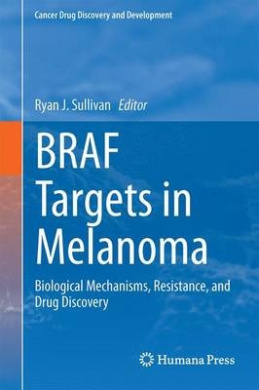 Cancer Drug Discovery and Development
Ryan J. Sullivan Editor
BRAF
Targets in
Melanoma
Biological Mechanisms, Resistance, and
Drug Discovery
Humana Press